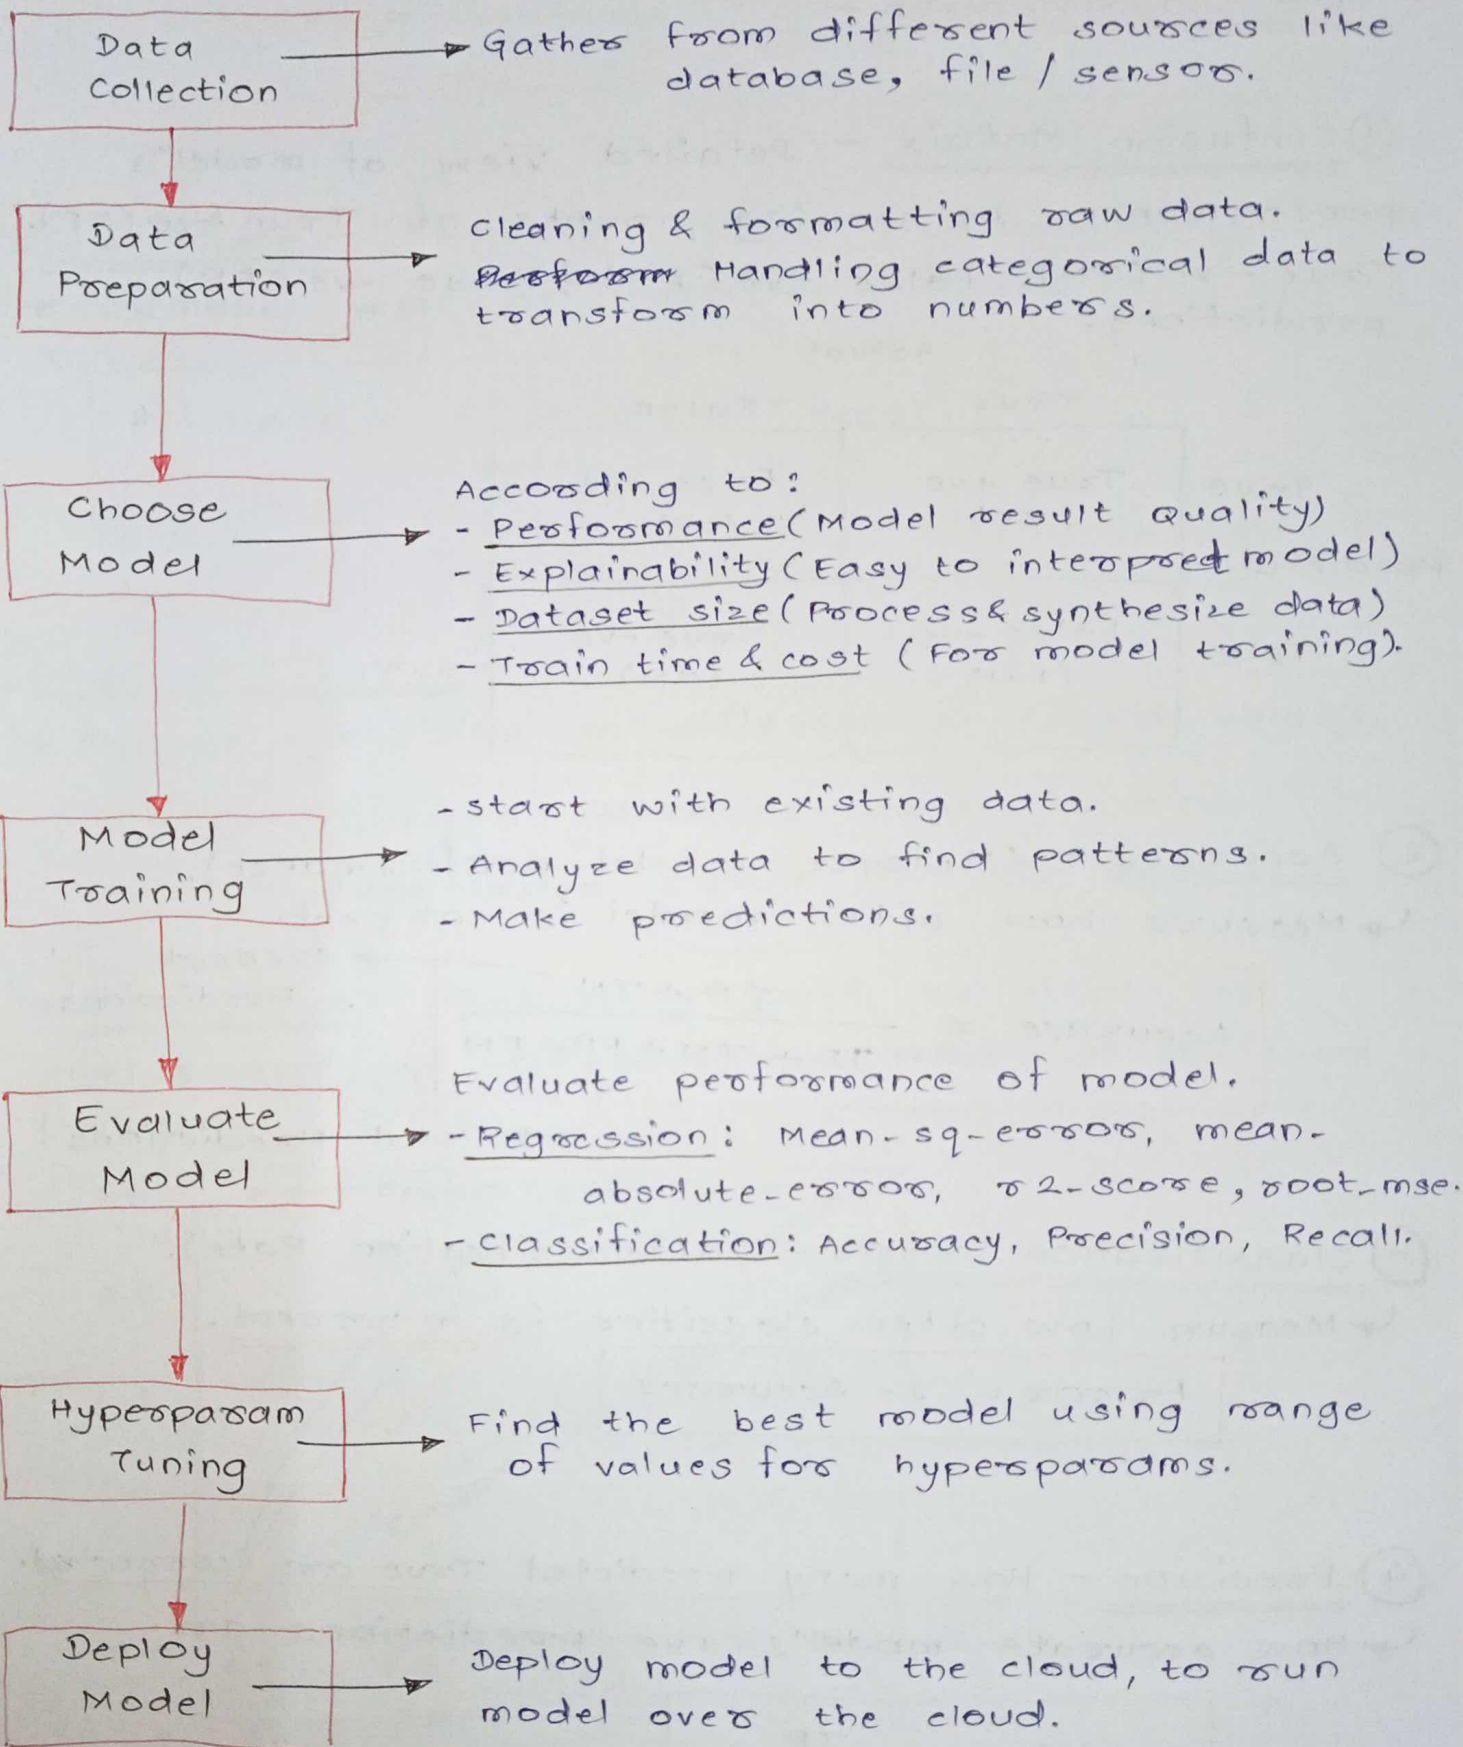 Data
Collection
Gather from different sources like
database, file / sensor.
Data
Preparation
Cleaning & formatting raw data.
Perform Handling categorical data to
transform into numbers.
Choose
Model
According to:
- Performance (Model result Quality)
- Explainability (Easy to interpret model)
- Dataset size (Process & synthesize data)
- Train time & cost (For model training).
Model
Training
- start with existing data.
- Analyze data to find patterns.
- Make predictions.
Evaluate
Model
Evaluate performance of model.
- Regression: Mean-sq-error, mean-
absolute-error, r2-score, root-mse.
- Classification: Accuracy, Precision, Recall.
Hyperparam
Tuning
Find the best model using range
of values for hyperparams.
Deploy
Model
Deploy model to the cloud, to run
model over the cloud.